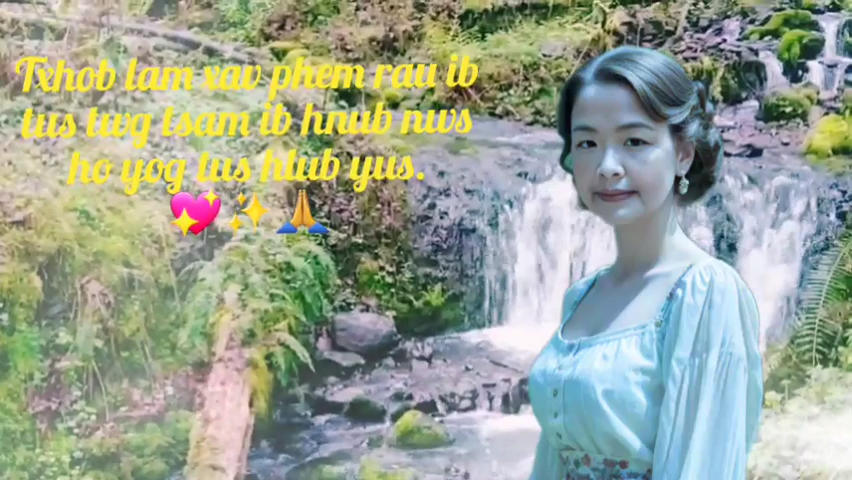 Txhob lam xav phem rau ib
tus twg tsam ib hnub nws
ho yog tus hlub yus.
💖✨🙏